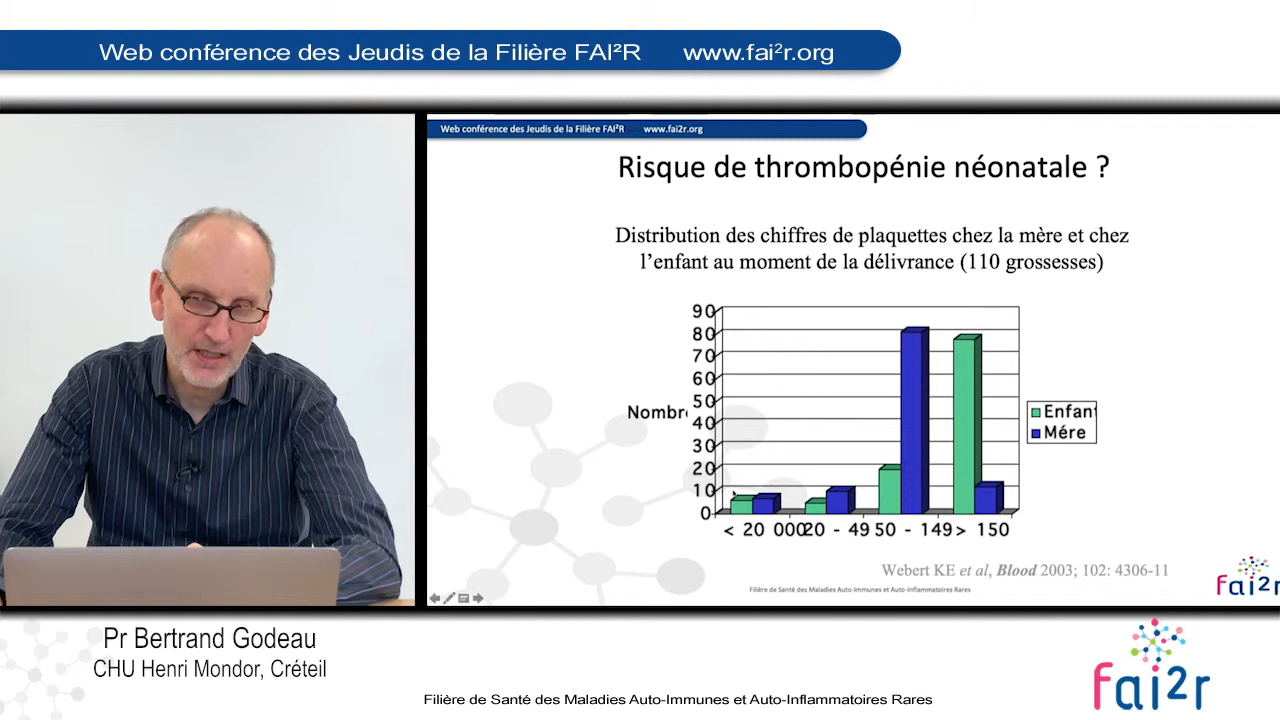 Web conférence des Jeudis de la Filière FAI²R www.fai²r.org
Web conférence des Jeudis de la Filière FAI²R www.fai2r.org
Risque de thrombopénie néonatale ?
Distribution des chiffres de plaquettes chez la mère et chez
l'enfant au moment de la délivrance (110 grossesses)
90
80
70
60
50
40
30
20
10
0
Nombre
Enfant
Mére
< 20 000 20 - 49 50 - 149 > 150
Webert KE et al, Blood 2003; 102: 4306-11
Filière de Santé des Maladies Auto-Immunes et Auto-Inflammatoires Rares
fai2r
Pr Bertrand Godeau
CHU Henri Mondor, Créteil
Filière de Santé des Maladies Auto-Immunes et Auto-Inflammatoires Rares
fai2r